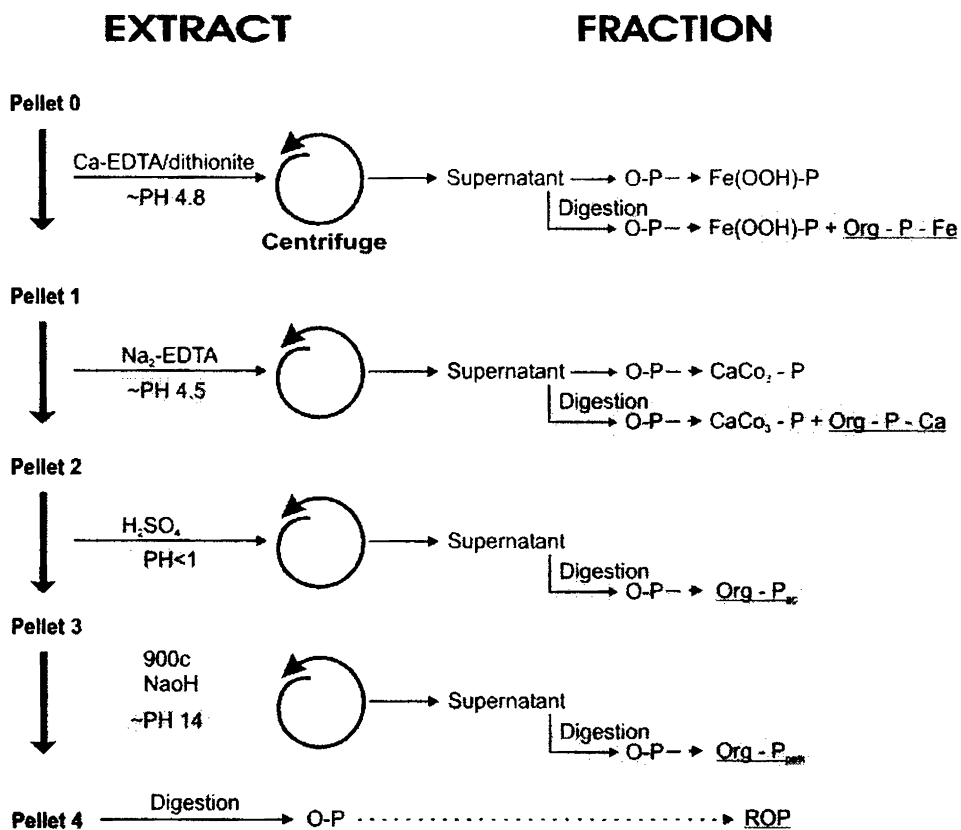 EXTRACT FRACTION
Pellet 0
Ca-EDTA/dithionite
~PH 4.8
Centrifuge
Supernatant O-P Fe(OOH)-P
Digestion
O-P Fe(OOH)-P + Org - P - Fe
Pellet 1
Na₂-EDTA
~PH 4.5
Supernatant O-P CaCo₂ - P
Digestion
O-P CaCo₃ - P + Org - P - Ca
Pellet 2
H₂SO₄
PH<1
Supernatant
Digestion
O-P Org - Pac
Pellet 3
900c
NaoH
~PH 14
Supernatant
Digestion
O-P Org - P
Pellet 4 Digestion O-P ROP